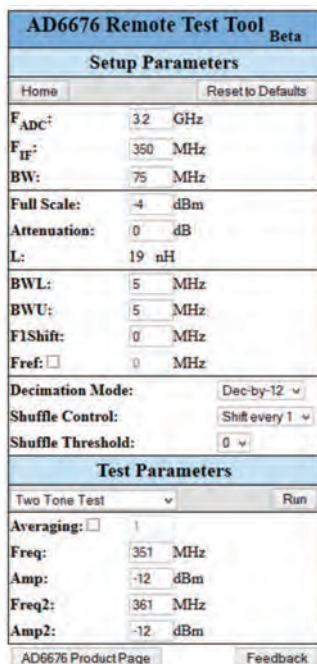 AD6676 Remote Test Tool Beta
Setup Parameters
Home Reset to Defaults
FADC: 3.2 GHz
FIF: 350 MHz
BW: 75 MHz
Full Scale: -4 dBm
Attenuation: 0 dB
L: 19 nH
BWL: 5 MHz
BWU: 5 MHz
F1Shift: 0 MHz
Fref: 0 MHz
Decimation Mode: Dec-by-12
Shuffle Control: Shift every 1
Shuffle Threshold: 0
Test Parameters
Two Tone Test Run
Averaging: 1
Freq: 351 MHz
Amp: -12 dBm
Freq2: 361 MHz
Amp2: -12 dBm
AD6676 Product Page Feedback